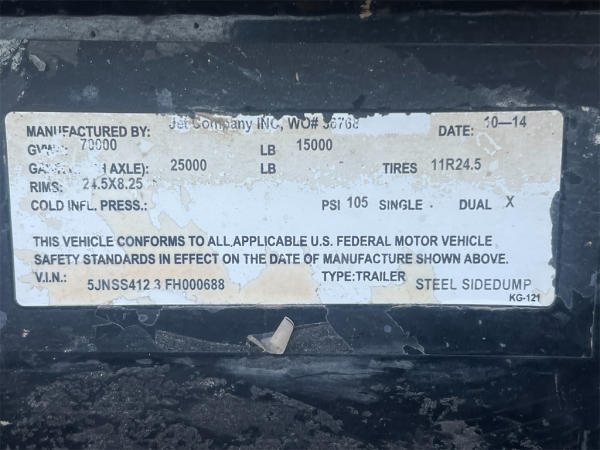 MANUFACTURED BY: Jet Company INC, WO# 36768 DATE: 10-14
GVW 70000 LB 15000
GA AXLE): 25000 LB TIRES 11R24.5
RIMS: 24.5X8.25
COLD INFL. PRESS.: PSI 105 SINGLE DUAL X
THIS VEHICLE CONFORMS TO ALL APPLICABLE U.S. FEDERAL MOTOR VEHICLE
SAFETY STANDARDS IN EFFECT ON THE DATE OF MANUFACTURE SHOWN ABOVE.
V.I.N.: 5JNSS412 3 FH000688 TYPE:TRAILER STEEL SIDEDUMP
KG-121